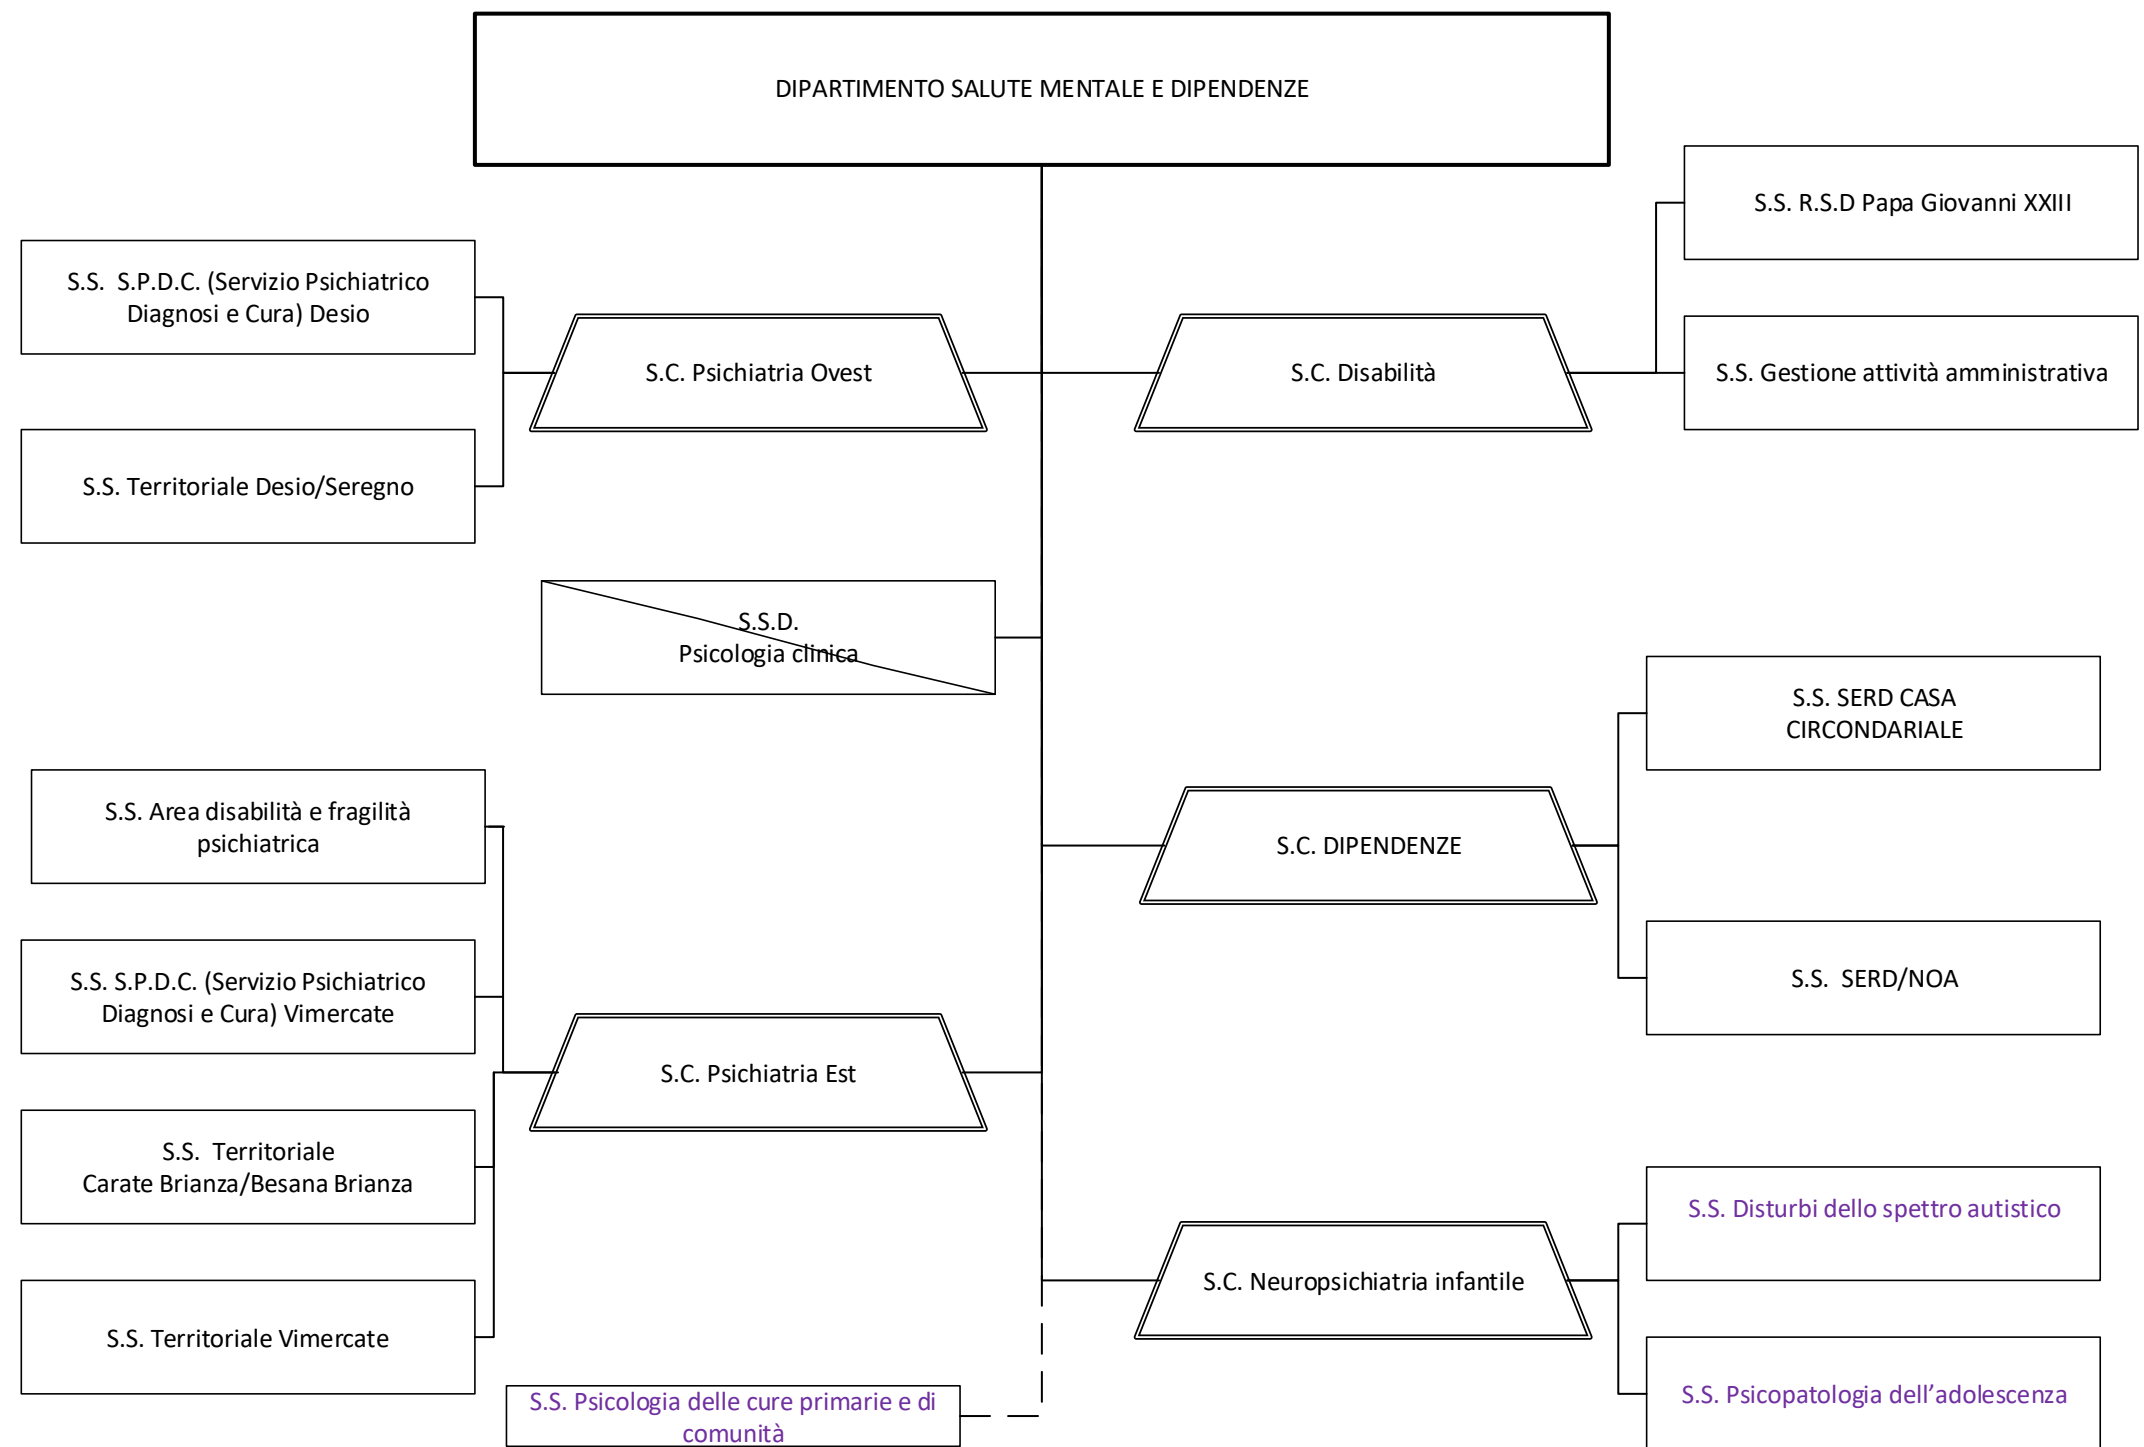 DIPARTIMENTO SALUTE MENTALE E DIPENDENZE
S.S. R.S.D Papa Giovanni XXIII
S.S. S.P.D.C. (Servizio Psichiatrico
Diagnosi e Cura) Desio
S.C. Psichiatria Ovest
S.C. Disabilità
S.S. Gestione attività amministrativa
S.S. Territoriale Desio/Seregno
S.S.D.
Psicologia clinica
S.S. SERD CASA
CIRCONDARIALE
S.S. Area disabilità e fragilità
psichiatrica
S.C. DIPENDENZE
S.S. S.P.D.C. (Servizio Psichiatrico
Diagnosi e Cura) Vimercate
S.S. SERD/NOA
S.C. Psichiatria Est
S.S. Territoriale
Carate Brianza/Besana Brianza
S.S. Disturbi dello spettro autistico
S.C. Neuropsichiatria infantile
S.S. Territoriale Vimercate
S.S. Psicologia delle cure primarie e di
comunità
S.S. Psicopatologia dell’adolescenza